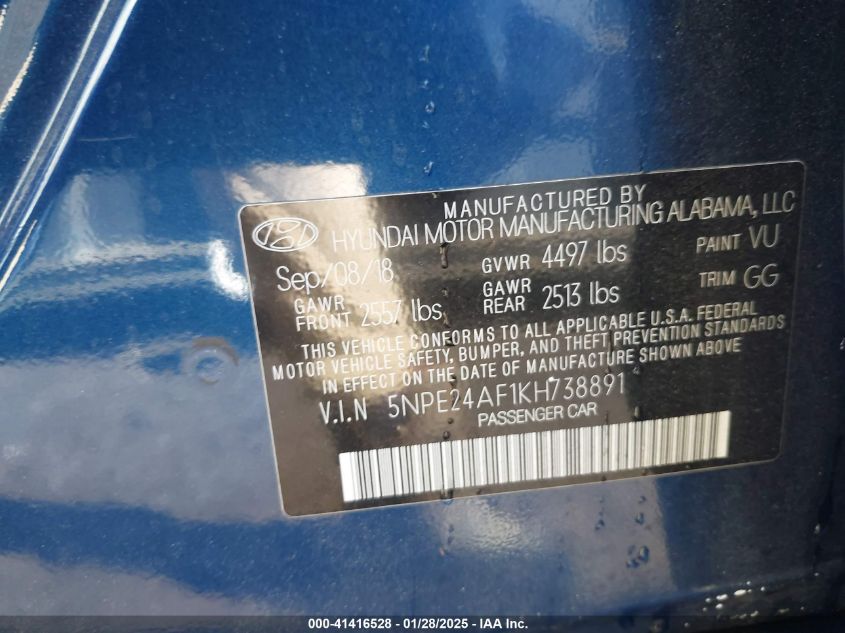 MANUFACTURED BY
HYUNDAI MOTOR MANUFACTURING ALABAMA, LLC
Sep/08/18 GVWR 4497 lbs PAINT VU
GAWR FRONT 2557 lbs GAWR REAR 2513 lbs TRIM GG
THIS VEHICLE CONFORMS TO ALL APPLICABLE U.S.A. FEDERAL
MOTOR VEHICLE SAFETY, BUMPER, AND THEFT PREVENTION STANDARDS
IN EFFECT ON THE DATE OF MANUFACTURE SHOWN ABOVE
V.I.N 5NPE24AF1KH738891
PASSENGER CAR
000-41416528 - 01/28/2025 - IAA Inc.